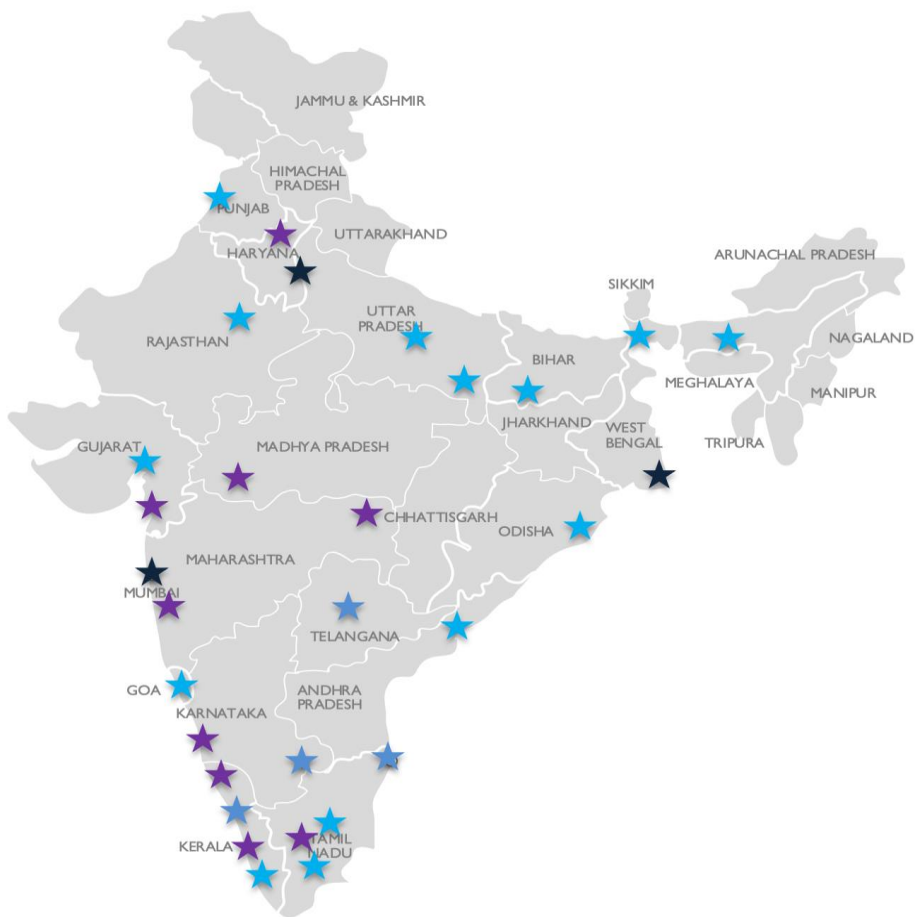 JAMMU & KASHMIR
HIMACHAL
PRADESH
PUNJAB
UTTARAKHAND
HARYANA
ARUNACHAL PRADESH
SIKKIM
UTTAR
PRADESH
RAJASTHAN
NAGALAND
BIHAR
MEGHALAYA
MANIPUR
JHARKHAND
WEST
BENGAL
TRIPURA
GUJARAT
MADHYA PRADESH
CHHATTISGARH
ODISHA
MAHARASHTRA
MUMBAI
TELANGANA
GOA
ANDHRA
PRADESH
KARNATAKA
KERALA
TAMIL
NADU